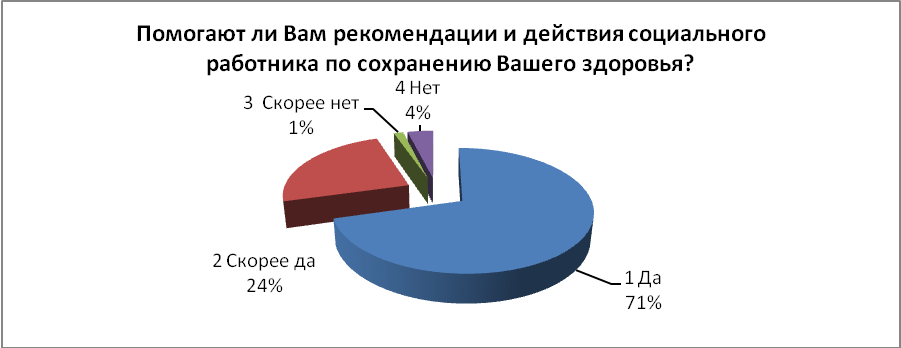 Помогают ли Вам рекомендации и действия социального
работника по сохранению Вашего здоровья?
4 Нет
4%
3 Скорее нет
1%
2 Скорее да
24%
1 Да
71%